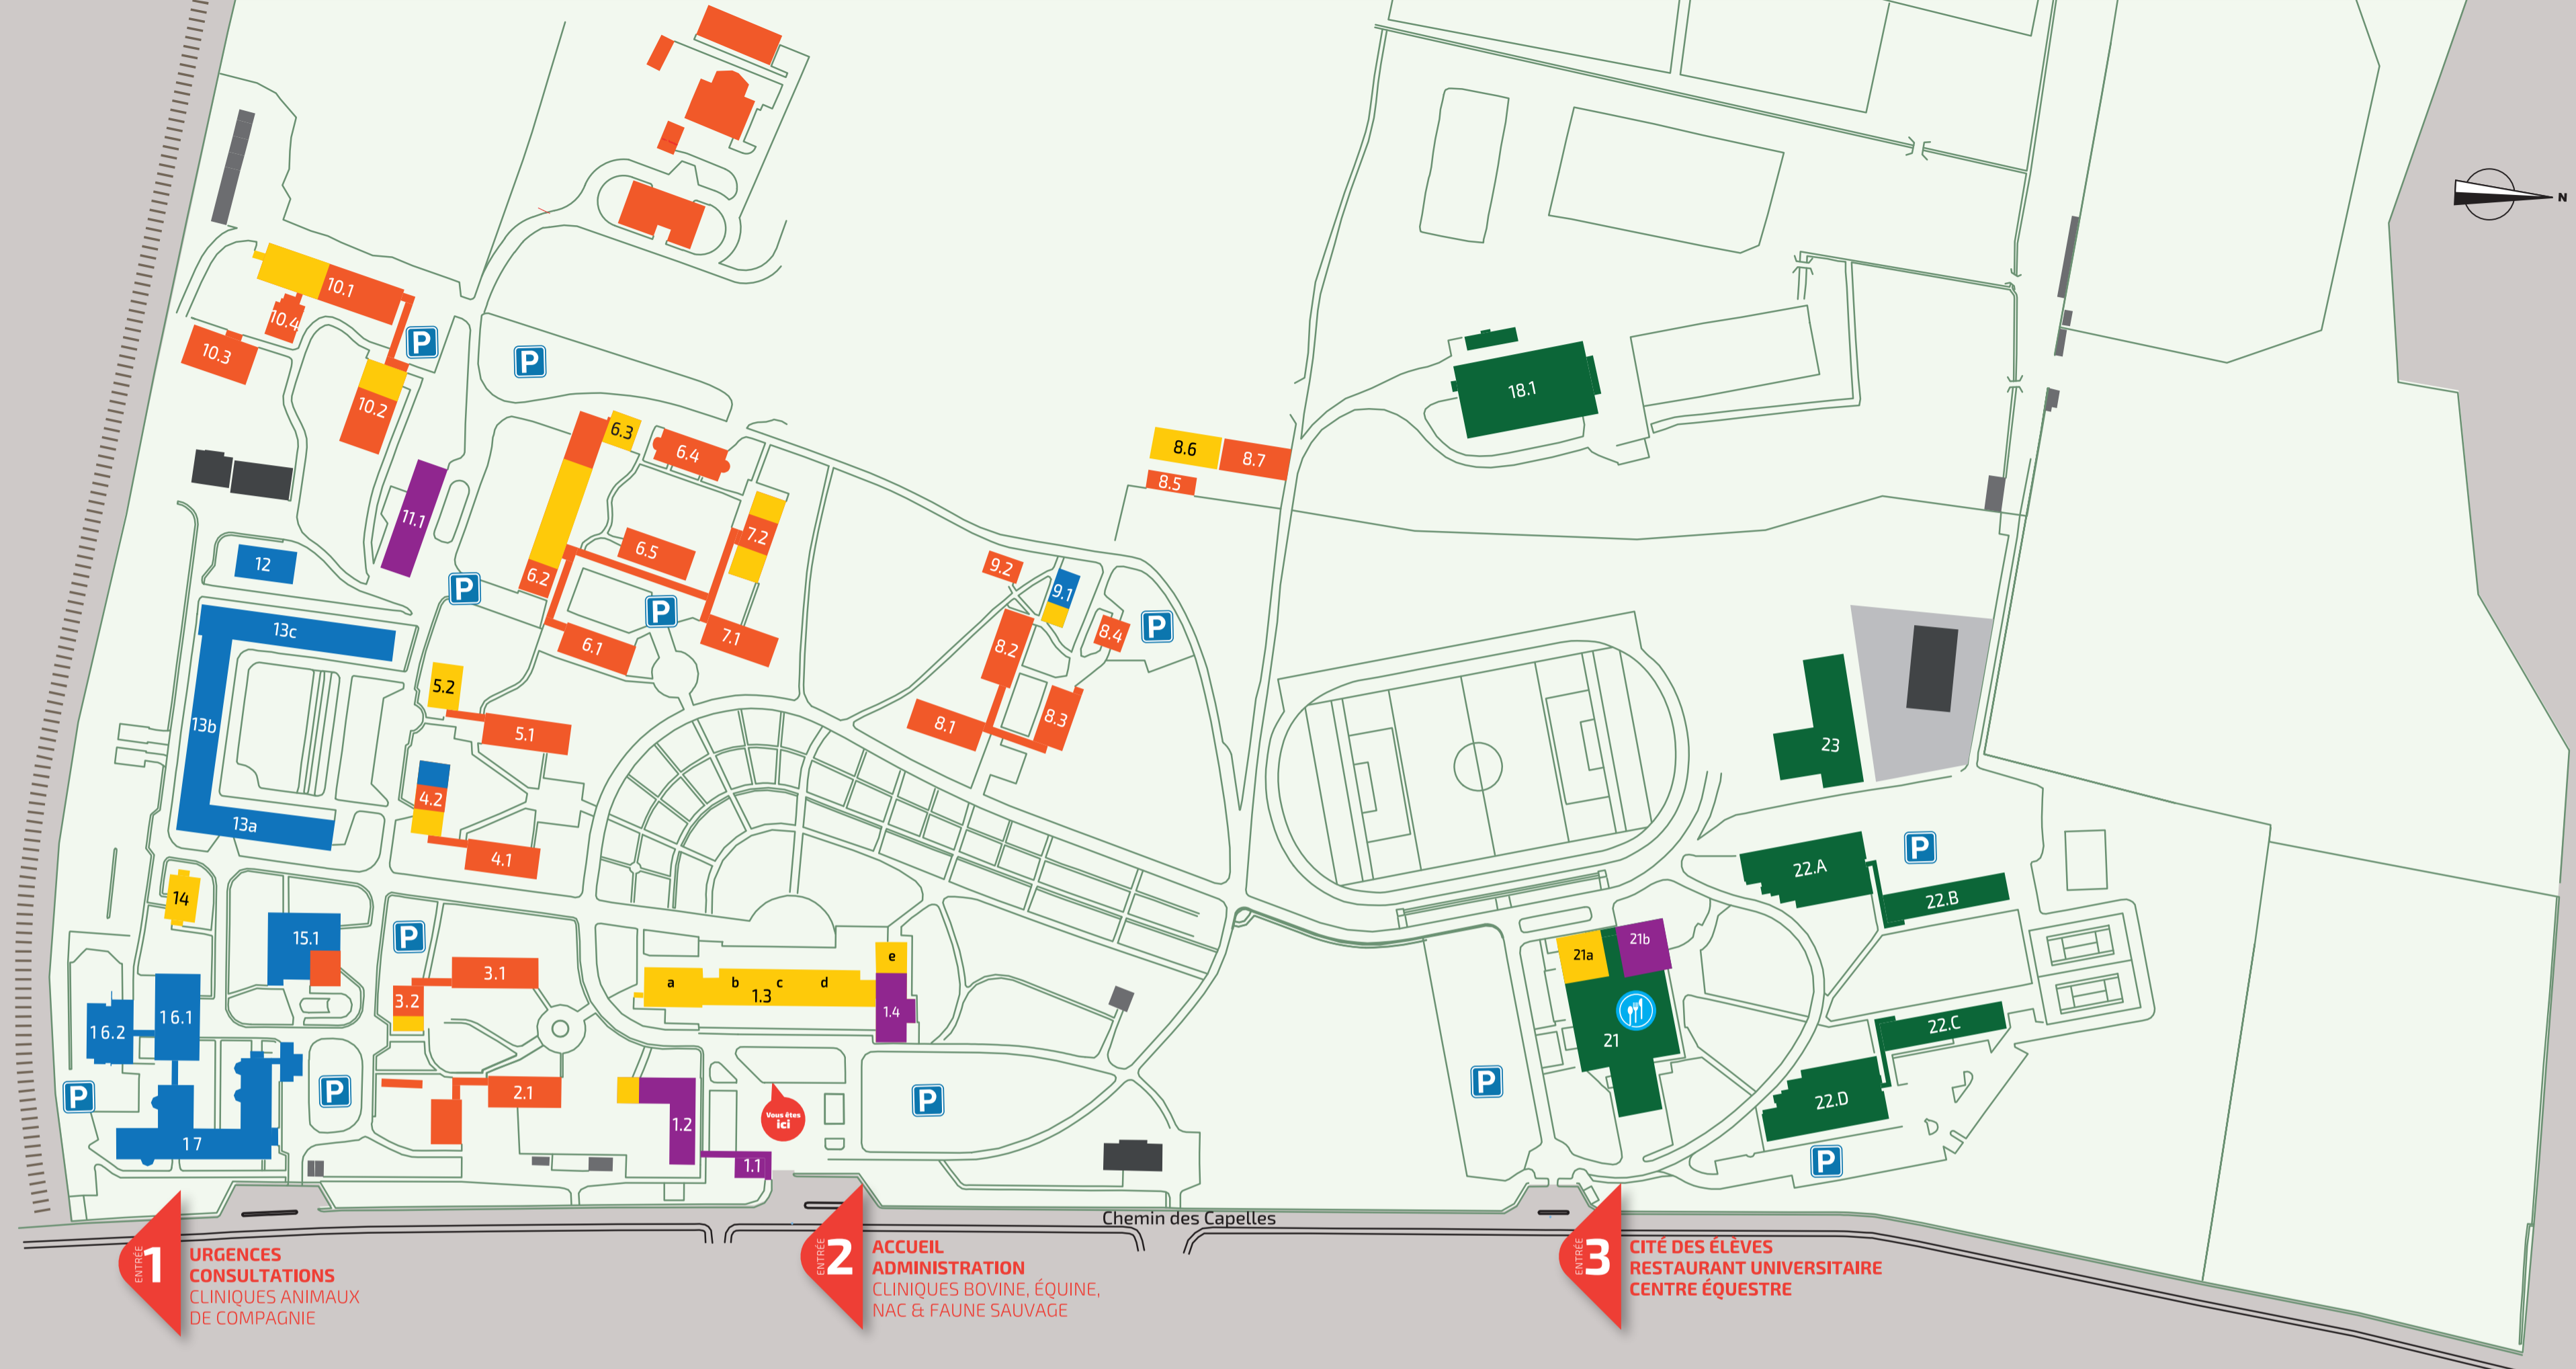 N
10.1
P
10.4
P
10.3
18.1
10.2
6.3
6.4
8.6
8.7
8.5
11.1
7.2
6.5
12
9.2
6.2
P
9.1
P
P
13c
8.4
7.1
6.1
8.2
5.2
8.3
13b
8.1
5.1
23
4.2
13a
P
4.1
22.A
14
22.B
P
15.1
21b
e
21a
3.1
a
b
c
d
1.3
3.2
1.4
16.1
16.2
22.C
21
P
P
2.1
P
P
22.D
Vous êtes
ici
1.2
17
P
1.1
Chemin des Capelles
ENTRÉE
1
URGENCES
CONSULTATIONS
CLINIQUES ANIMAUX
DE COMPAGNIE
ENTRÉE
2
ACCUEIL
ADMINISTRATION
CLINIQUES BOVINE, ÉQUINE,
NAC & FAUNE SAUVAGE
ENTRÉE
3
CITÉ DES ÉLÈVES
RESTAURANT UNIVERSITAIRE
CENTRE ÉQUESTRE